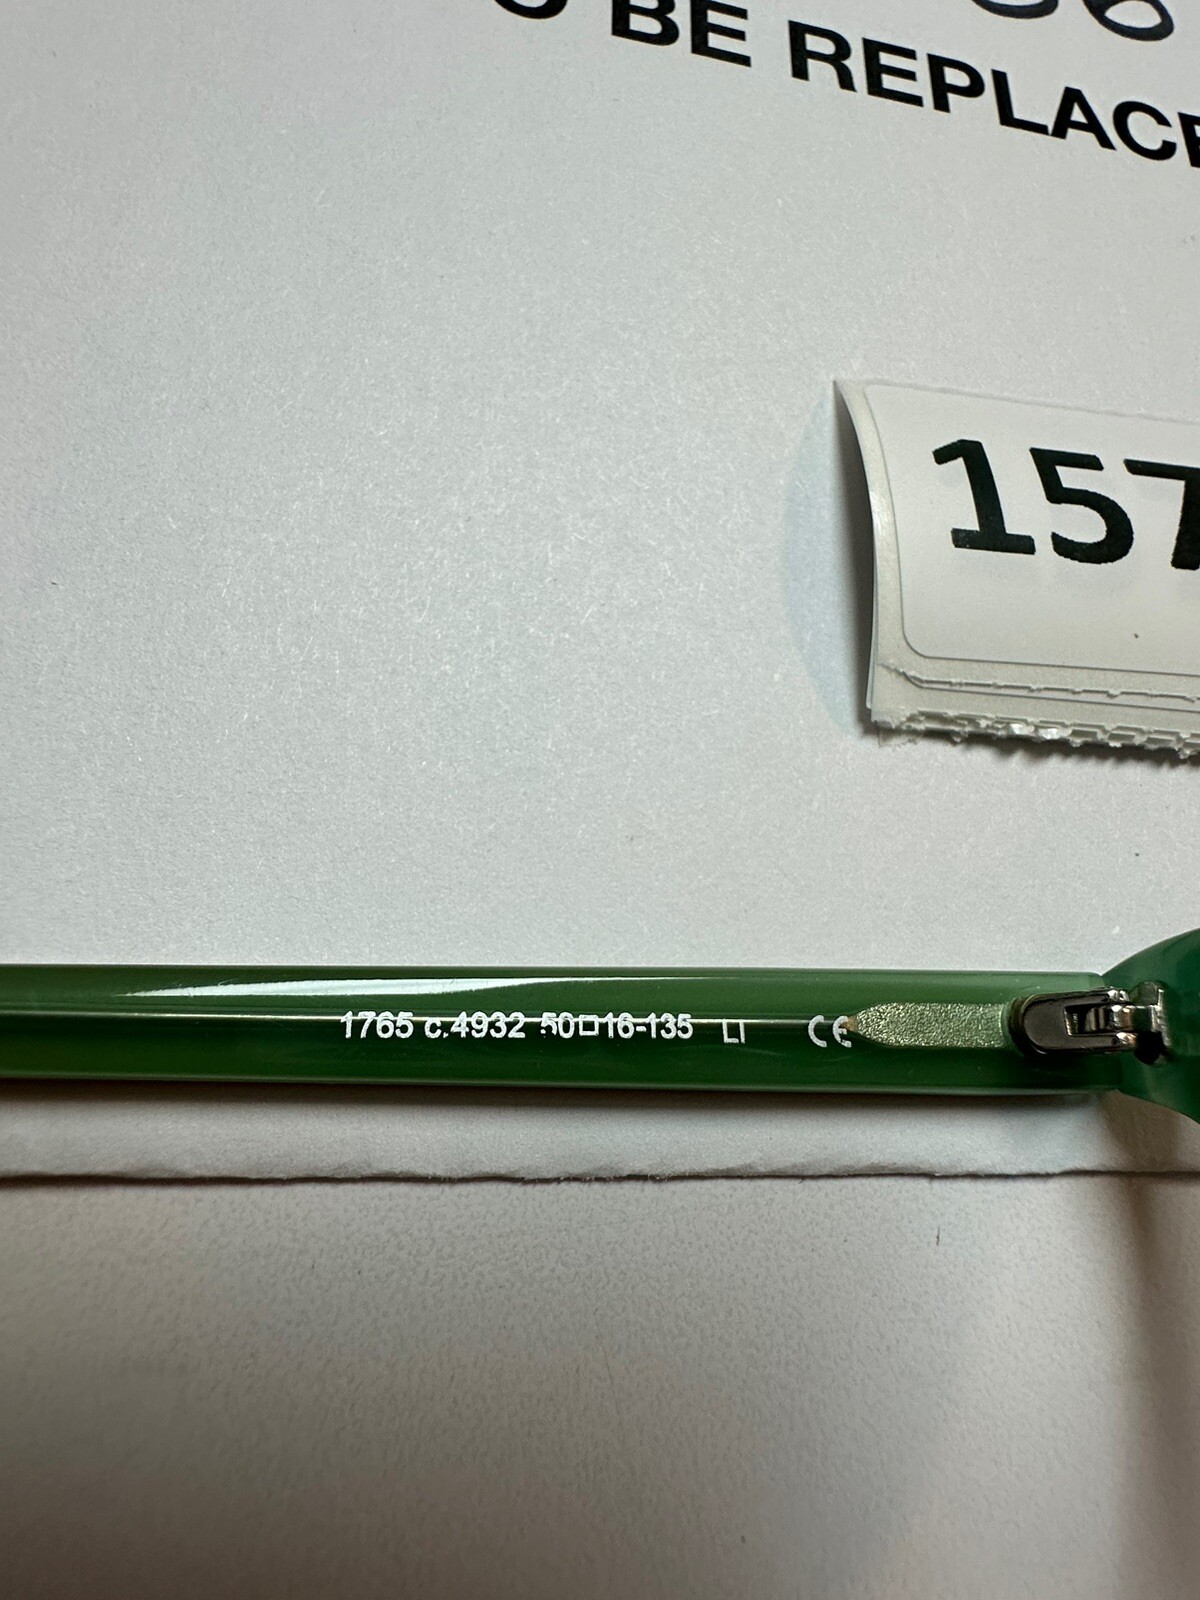 BE REPLACE
157
1765 c.4932 50□16-135 LI CE